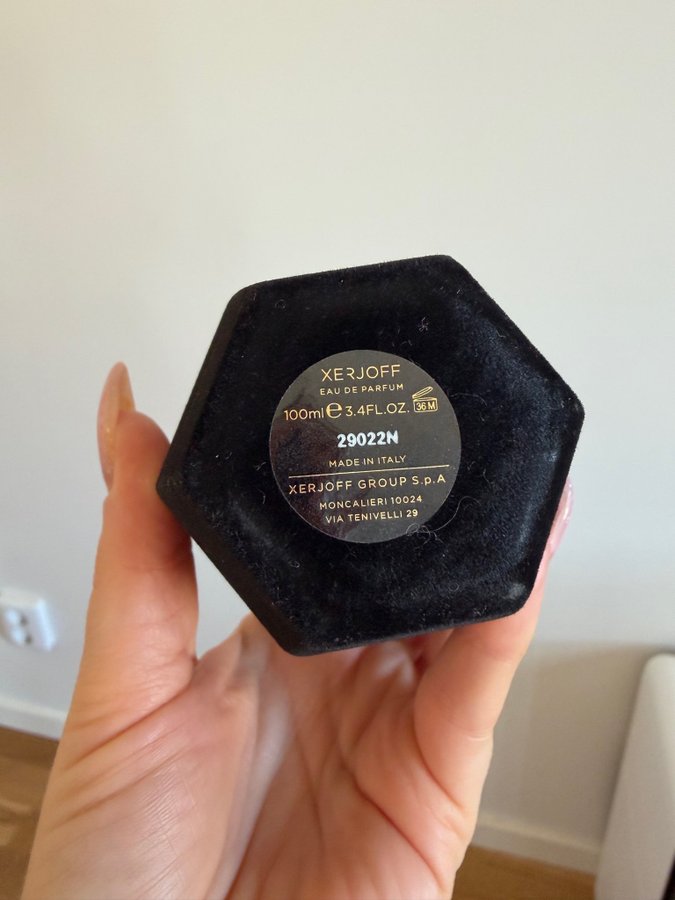 XERJOFF
EAU DE PARFUM
100ml ℮ 3.4FL.OZ. 36 M
29022N
MADE IN ITALY
XERJOFF GROUP S.p.A
MONCALIERI 10024
VIA TENIVELLI 29